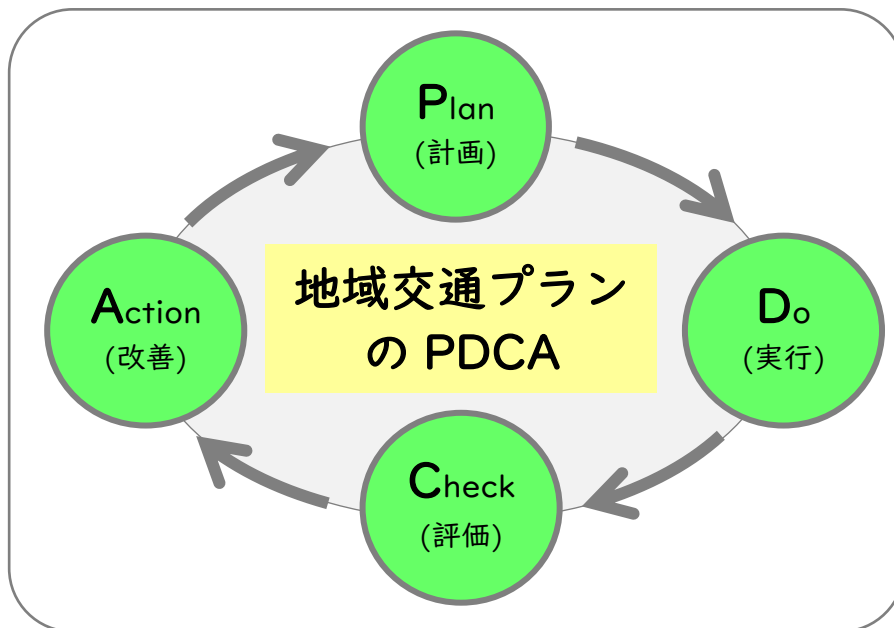 Plan
(計画)
Action
(改善)
地域交通プラン
の PDCA
Do
(実行)
Check
(評価)